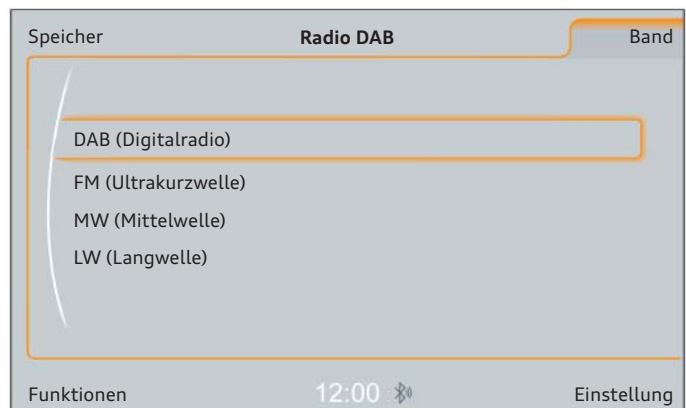 Speicher Radio DAB Band
DAB (Digitalradio)
FM (Ultrakurzwelle)
MW (Mittelwelle)
LW (Langwelle)
Funktionen 12:00 Einstellung